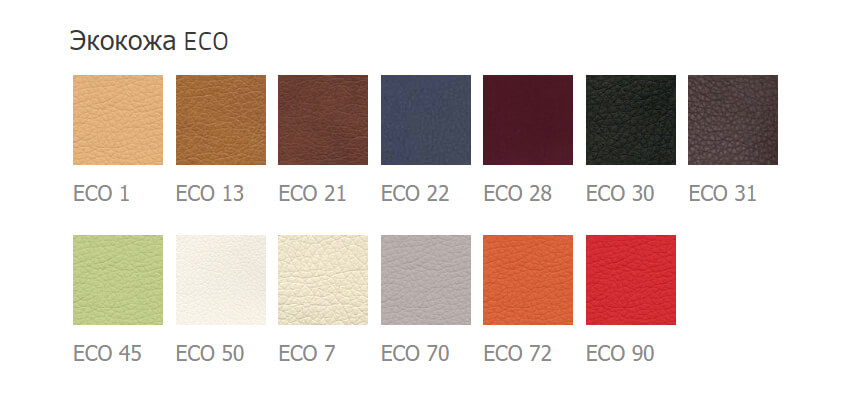 Экокожа ECO
ECO 1 ECO 13 ECO 21 ECO 22 ECO 28 ECO 30 ECO 31
ECO 45 ECO 50 ECO 7 ECO 70 ECO 72 ECO 90